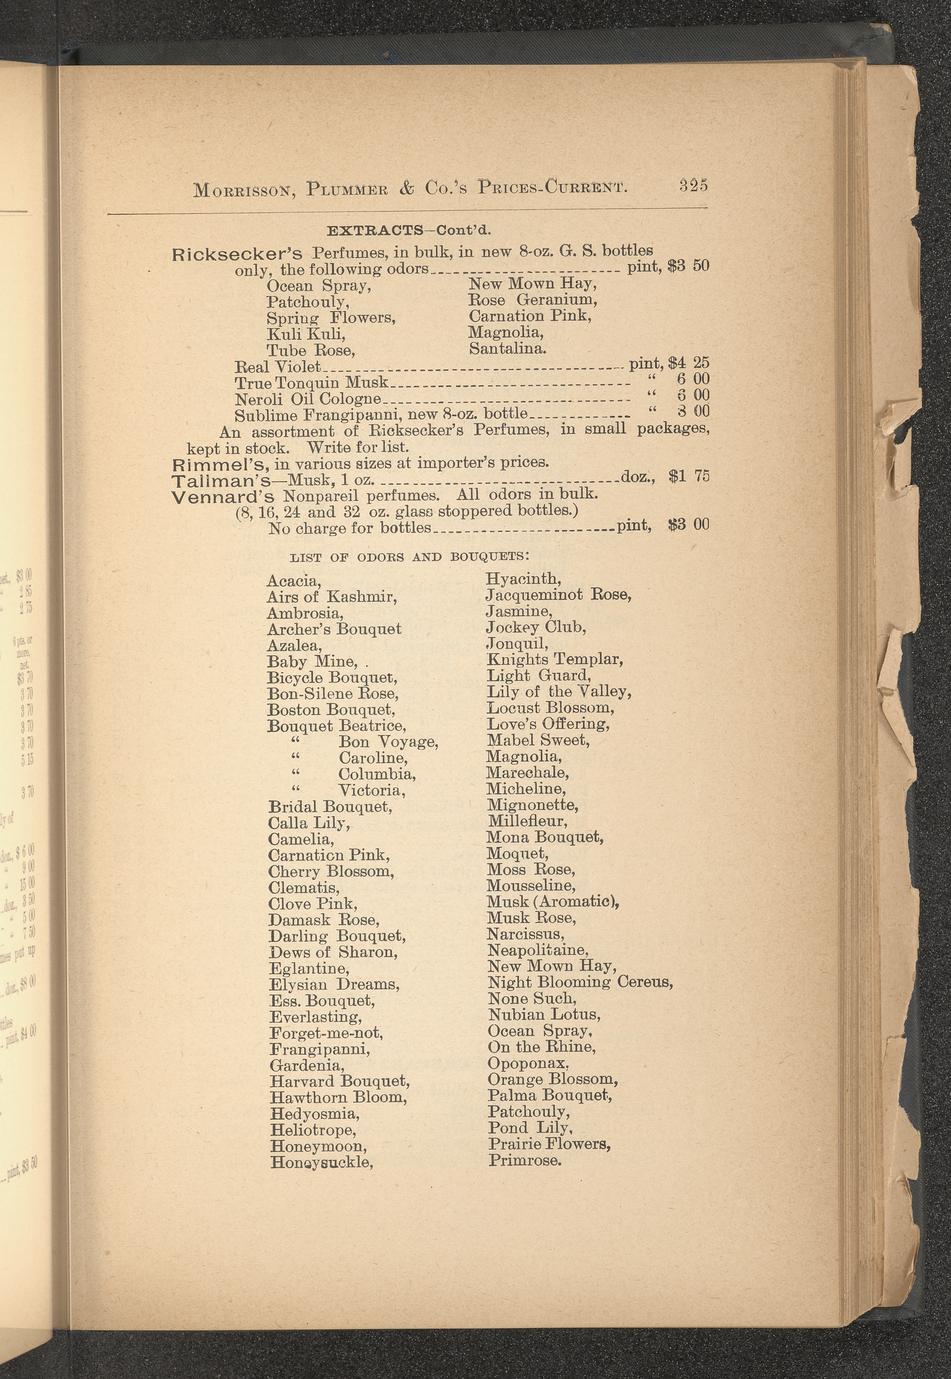 Morrisson, Plummer & Co.'s Prices-Current. 325
EXTRACTS—Cont'd.
Ricksecker's Perfumes, in bulk, in new 8-oz. G. S. bottles
only, the following odors pint, $3 50
Ocean Spray, New Mown Hay,
Patchouly, Rose Geranium,
Spring Flowers, Carnation Pink,
Kuli Kuli, Magnolia,
Tube Rose, Santalina.
Real Violet pint, $4 25
True Tonquin Musk “ 6 00
Neroli Oil Cologne “ 6 00
Sublime Frangipanni, new 8-oz. bottle “ 8 00
An assortment of Ricksecker's Perfumes, in small packages,
kept in stock. Write for list.
Rimmel's, in various sizes at importer's prices.
Tallman's—Musk, 1 oz. doz., $1 75
Vennard's Nonpareil perfumes. All odors in bulk.
(8, 16, 24 and 32 oz. glass stoppered bottles.)
No charge for bottles pint, $3 00
LIST OF ODORS AND BOUQUETS:
Acacia,
Airs of Kashmir,
Ambrosia,
Archer's Bouquet
Azalea,
Baby Mine,
Bicycle Bouquet,
Bon-Silene Rose,
Boston Bouquet,
Bouquet Beatrice,
“ Bon Voyage,
“ Caroline,
“ Columbia,
“ Victoria,
Bridal Bouquet,
Calla Lily,
Camelia,
Carnation Pink,
Cherry Blossom,
Clematis,
Clove Pink,
Damask Rose,
Darling Bouquet,
Dews of Sharon,
Eglantine,
Elysian Dreams,
Ess. Bouquet,
Everlasting,
Forget-me-not,
Frangipanni,
Gardenia,
Harvard Bouquet,
Hawthorn Bloom,
Hedyosmia,
Heliotrope,
Honeymoon,
Honeysuckle,
Hyacinth,
Jacqueminot Rose,
Jasmine,
Jockey Club,
Jonquil,
Knights Templar,
Light Guard,
Lily of the Valley,
Locust Blossom,
Love's Offering,
Mabel Sweet,
Magnolia,
Marechale,
Micheline,
Mignonette,
Millefleur,
Mona Bouquet,
Moquet,
Moss Rose,
Mousseline,
Musk (Aromatic),
Musk Rose,
Narcissus,
Neapolitaine,
New Mown Hay,
Night Blooming Cereus,
None Such,
Nubian Lotus,
Ocean Spray,
On the Rhine,
Opoponax,
Orange Blossom,
Palma Bouquet,
Patchouly,
Pond Lily,
Prairie Flowers,
Primrose.